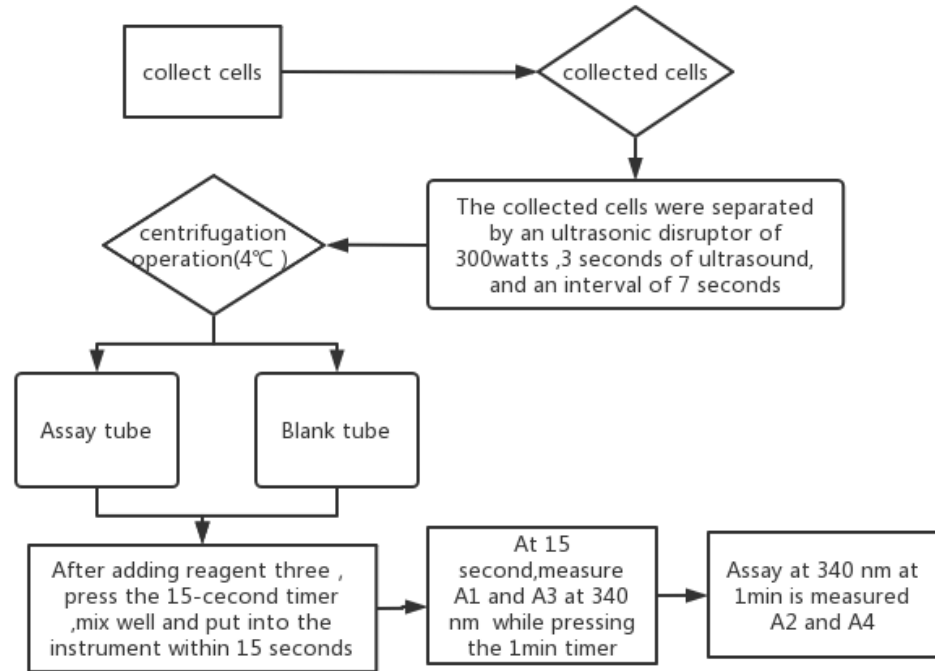 collect cells
collected cells
The collected cells were separated
by an ultrasonic disruptor of
300watts ,3 seconds of ultrasound,
and an interval of 7 seconds
centrifugation
operation(4℃ )
Assay tube
Blank tube
After adding reagent three ,
press the 15-cecond timer
,mix well and put into the
instrument within 15 seconds
At 15
second,measure
A1 and A3 at 340
nm while pressing
the 1min timer
Assay at 340 nm at
1min is measured
A2 and A4